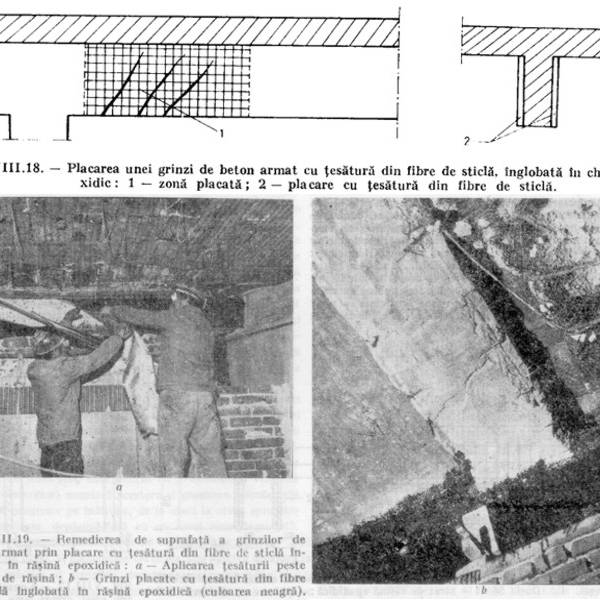 1
2
III.18. — Placarea unei grinzi de beton armat cu țesătură din fibre de sticlă, înglobată în ch
xidic: 1 — zonă placată; 2 — placare cu țesătură din fibre de sticlă.
a
II.19. — Remedierea de suprafață a grinzilor de
rmat prin placare cu țesătură din fibre de sticlă în-
în rășină epoxidică: a — Aplicarea țesăturii peste
de rășină; b — Grinzi placate cu țesătură din fibre
lă înglobată în rășină epoxidică (culoarea neagră).
b